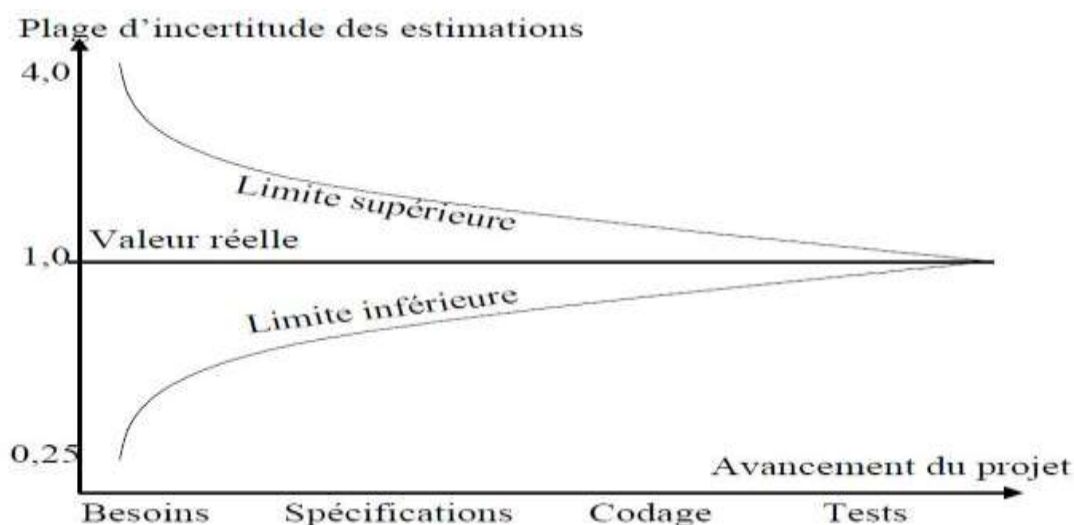 Plage d'incertitude des estimations
4,0
Limite supérieure
Valeur réelle
1,0
Limite inférieure
0,25
Avancement du projet
Besoins Spécifications Codage Tests